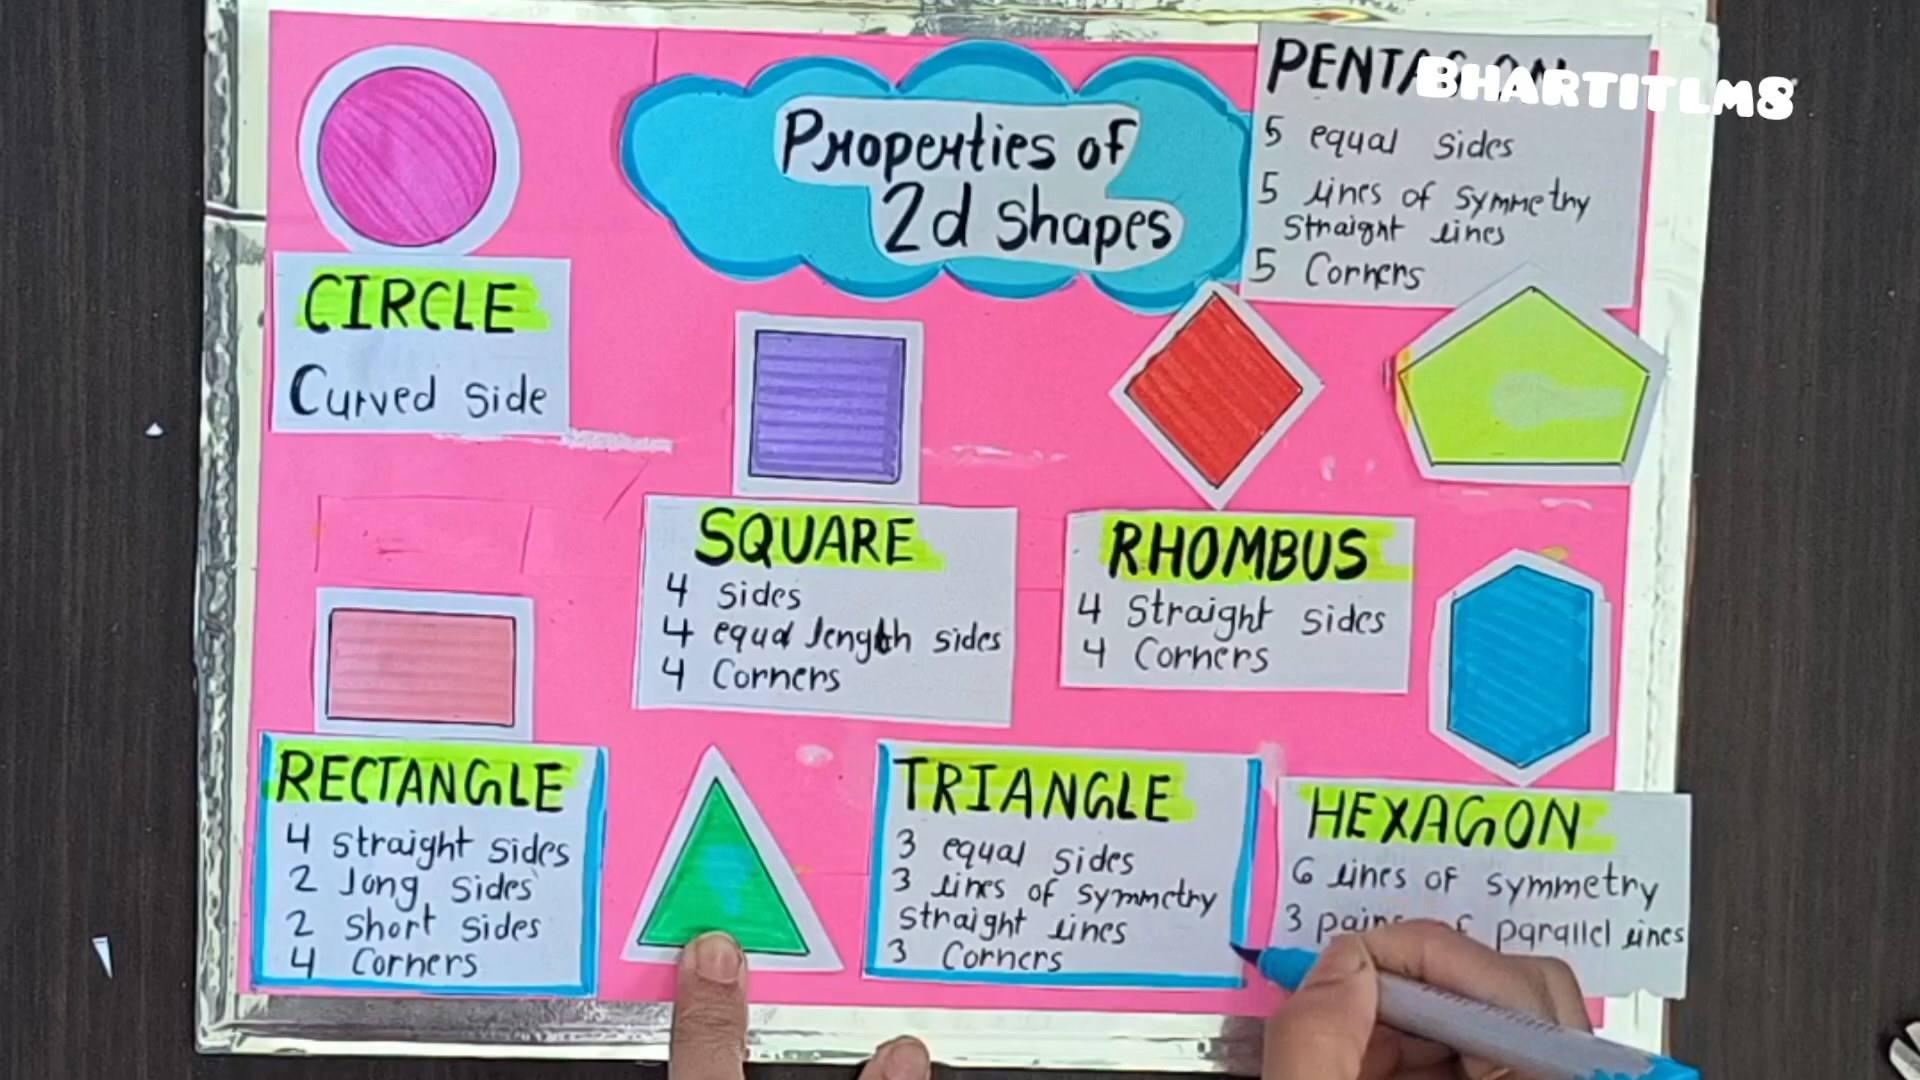 Properties of
2d shapes
BHARTITLM8
5 equal sides
5 lines of symmetry
straight lines
5 Corners
CIRCLE
Curved side
SQUARE
4 sides
4 equal length sides
4 Corners
RHOMBUS
4 straight sides
4 Corners
RECTANGLE
4 straight sides
2 long sides
2 short sides
4 Corners
TRIANGLE
3 equal sides
3 lines of symmetry
straight lines
3 Corners
HEXAGON
6 lines of symmetry
3 pairs of parallel lines